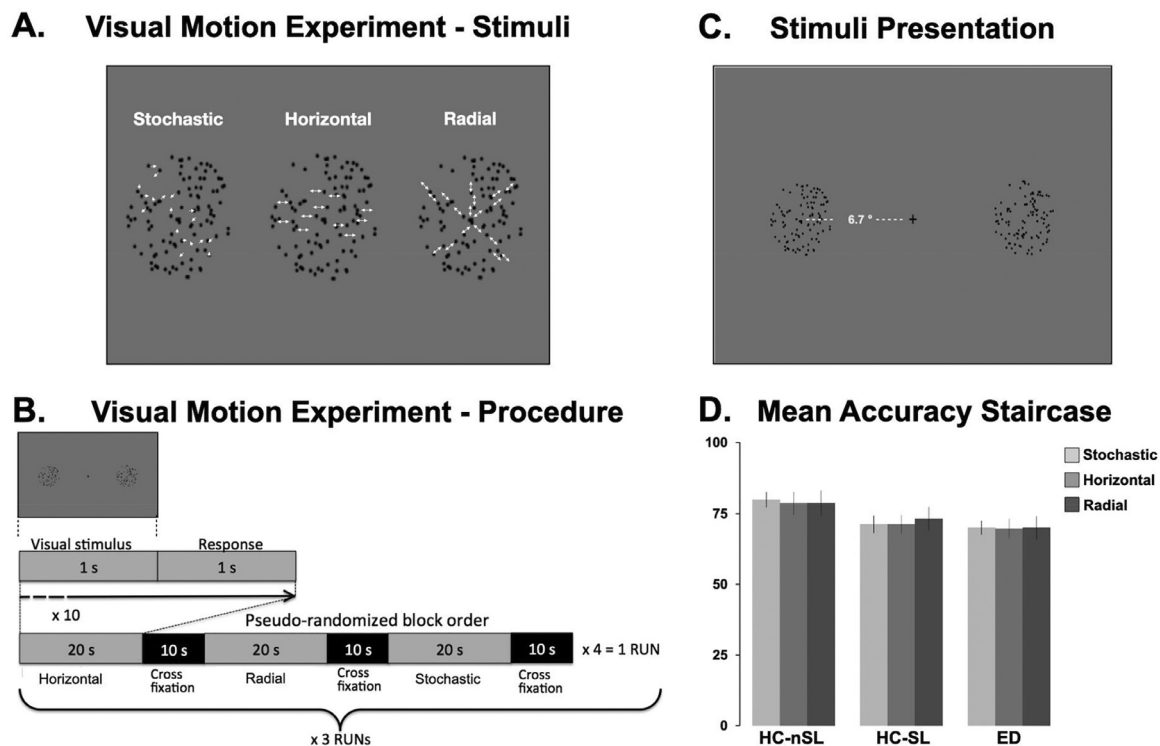 A. Visual Motion Experiment - Stimuli
Stochastic Horizontal Radial
B. Visual Motion Experiment - Procedure
Visual stimulus Response
1 s 1 s
x 10
Pseudo-randomized block order
20 s 10 s 20 s 10 s 20 s 10 s x 4 = 1 RUN
Horizontal Cross fixation Radial Cross fixation Stochastic Cross fixation
x 3 RUNs
C. Stimuli Presentation
6.7 °
D. Mean Accuracy Staircase
100
75
50
25
0
Stochastic
Horizontal
Radial
HC-nSL HC-SL ED